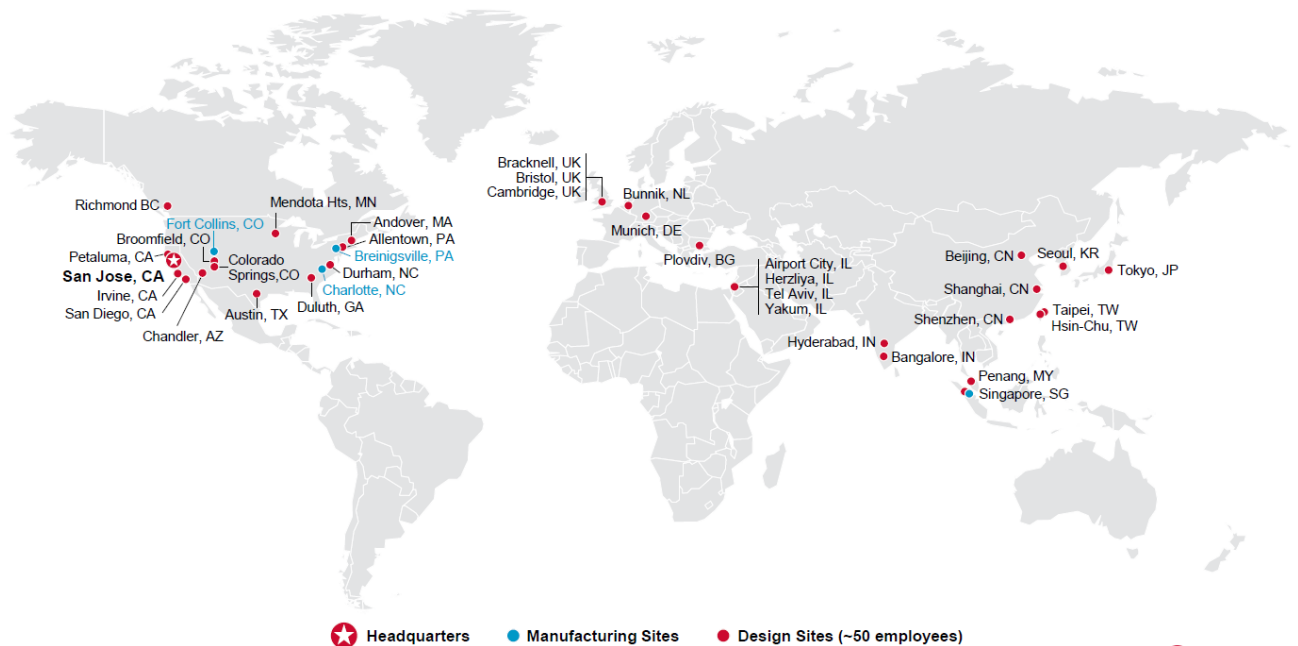 Bracknell, UK
Bristol, UK
Cambridge, UK
Bunnik, NL
Munich, DE
Plovdiv, BG
Richmond BC
Mendota Hts, MN
Fort Collins, CO
Andover, MA
Broomfield, CO
Allentown, PA
Petaluma, CA
Colorado
Springs,CO
Breinigsville, PA
San Jose, CA
Durham, NC
Irvine, CA
Charlotte, NC
San Diego, CA
Austin, TX
Duluth, GA
Chandler, AZ
Airport City, IL
Herzliya, IL
Tel Aviv, IL
Yakum, IL
Beijing, CN
Seoul, KR
Tokyo, JP
Shanghai, CN
Shenzhen, CN
Taipei, TW
Hsin-Chu, TW
Hyderabad, IN
Bangalore, IN
Penang, MY
Singapore, SG
Headquarters
Manufacturing Sites
Design Sites (~50 employees)